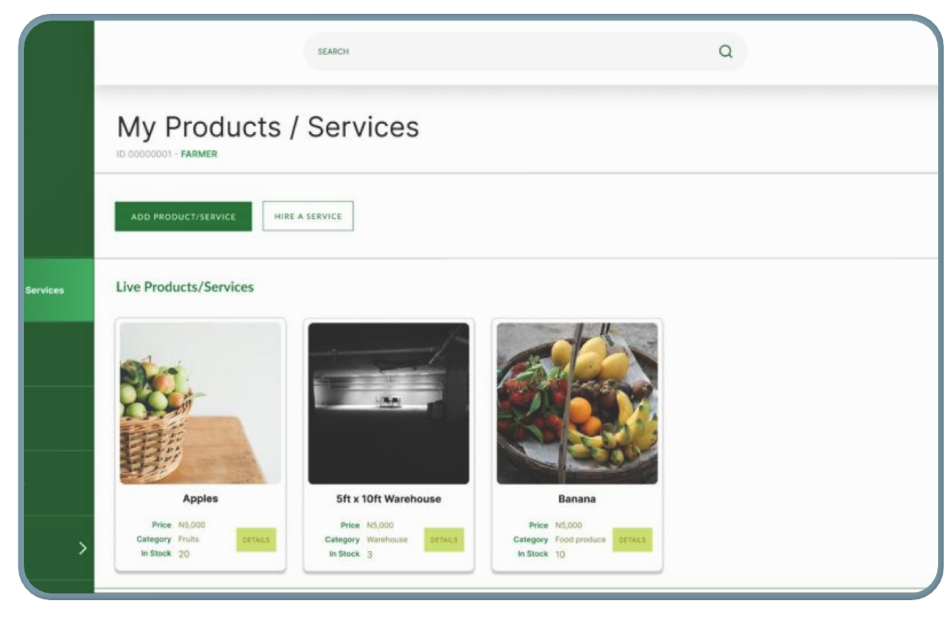 SEARCH
My Products / Services
ID 00000001 - FARMER
ADD PRODUCT/SERVICE
HIRE A SERVICE
Services
Live Products/Services
Apples
Price N5,000
Category Fruits
In Stock 20
DETAILS
5ft x 10ft Warehouse
Price N5,000
Category Warehouse
In Stock 3
DETAILS
Banana
Price N5,000
Category Food produce
In Stock 10
DETAILS